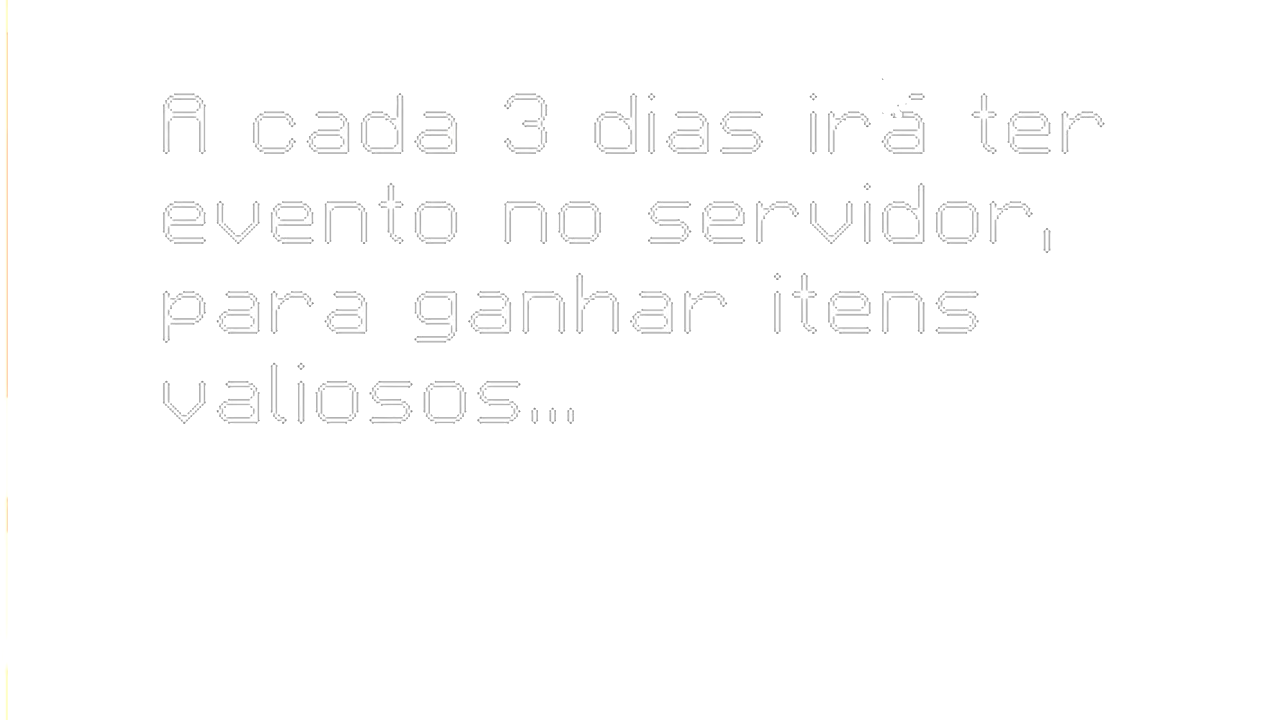 A cada 3 dias irá ter
evento no servidor,
para ganhar itens
valiosos...